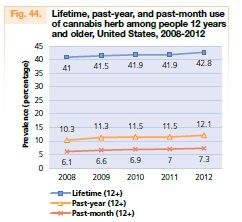 Fig. 44. Lifetime, past-year, and past-month use
of cannabis herb among people 12 years
and older, United States, 2008-2012
Prevalence (percentage)
45
40
35
30
25
20
15
10
5
0
41 41.5 41.9 41.9 42.8
10.3 11.3 11.5 11.5 12.1
6.1 6.6 6.9 7 7.3
2008 2009 2010 2011 2012
Lifetime (12+)
Past-year (12+)
Past-month (12+)